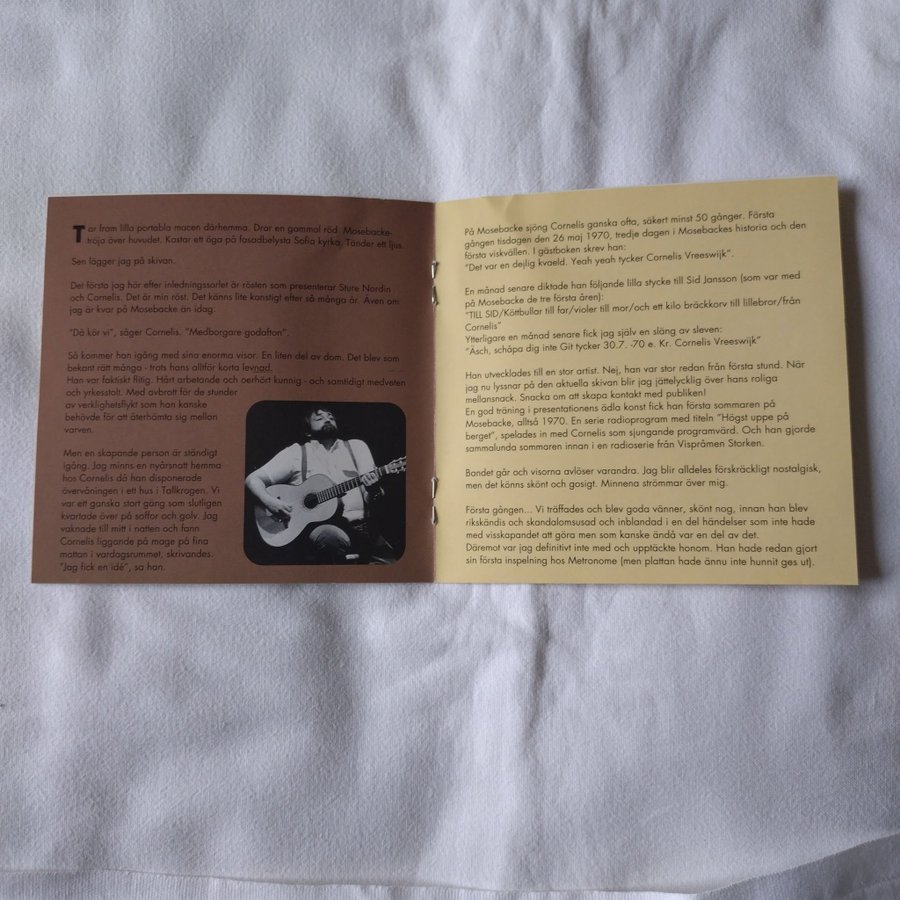 Tar fram lilla portabla macen därhemma. Drar en gammal röd Mosebacke-
tröja över huvudet. Kastar ett öga på fasadbelysta Sofia kyrka. Tänder ett ljus.
Sen lägger jag på skivan.
Det första jag hör efter inledningssorlet är rösten som presenterar Sture Nordin
och Cornelis. Det är min röst. Det känns lite konstigt efter så många år. Även om
jag är kvar på Mosebacke än idag.
"Då kör vi", säger Cornelis. "Medborgare godafton".
Så kommer han igång med sina enorma visor. En liten del av dom. Det blev som
bekant rätt många - trots hans alltför korta levnad.
Han var faktiskt flitig. Hårt arbetande och oerhört kunnig - och samtidigt medveten
och yrkesstolt. Med avbrott för de stunder
av verklighetsflykt som han kanske
behövde för att återhämta sig mellan
varven.
Men en skapande person är ständigt
igång. Jag minns en nyårsnatt hemma
hos Cornelis då han disponerade
övervåningen i ett hus i Tallkrogen. Vi
var ett ganska stort gäng som slutligen
kvartade över på soffor och golv. Jag
vaknade till mitt i natten och fann
Cornelis liggande på mage på fina
mattan i vardagsrummet, skrivandes.
"Jag fick en idé", sa han.
På Mosebacke sjöng Cornelis ganska ofta, säkert minst 50 gånger. Första
gången tisdagen den 26 maj 1970, tredje dagen i Mosebackes historia och den
första viskvällen. I gästboken skrev han:
"Det var en dejlig kvaeld. Yeah yeah tycker Cornelis Vreeswijk".
En månad senare diktade han följande lilla stycke till Sid Jansson (som var med
på Mosebacke de tre första åren):
"TILL SID/Köttbullar till far/violer till mor/och ett kilo bräckkorv till lillebror/från
Cornelis"
Ytterligare en månad senare fick jag själv en släng av sleven:
"Äsch, schåpa dig inte Git tycker 30.7. -70 e. Kr. Cornelis Vreeswijk"
Han utvecklades till en stor artist. Nej, han var stor redan från första stund. När
jag nu lyssnar på den aktuella skivan blir jag jättelycklig över hans roliga
mellansnack. Snacka om att skapa kontakt med publiken!
En god träning i presentationens ädla konst fick han första sommaren på
Mosebacke, alltså 1970. En serie radioprogram med titeln "Högst uppe på
berget", spelades in med Cornelis som sjungande programvärd. Och han gjorde
sammalunda sommaren innan i en radioserie från Vispråmen Storken.
Bandet går och visorna avlöser varandra. Jag blir alldeles förskräckligt nostalgisk,
men det känns skönt och gosigt. Minnena strömmar över mig.
Första gången... Vi träffades och blev goda vänner, skönt nog, innan han blev
rikskändis och skandalomsusad och inblandad i en del händelser som inte hade
med visskapandet att göra men som kanske ändå var en del av det.
Däremot var jag definitivt inte med och upptäckte honom. Han hade redan gjort
sin första inspelning hos Metronome (men plattan hade ännu inte hunnit ges ut).